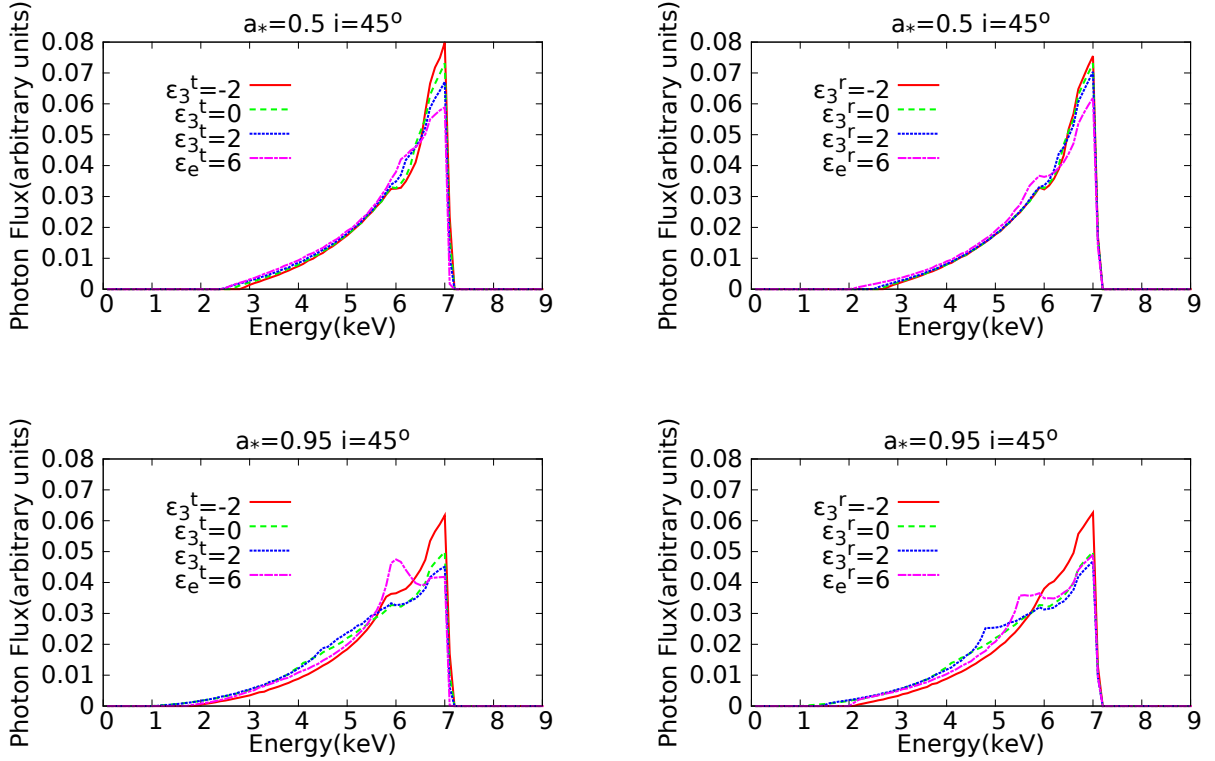 a*=0.5 i=45°
Photon Flux(arbitrary units)
0.08
0.07
0.06
0.05
0.04
0.03
0.02
0.01
0
ε₃ᵗ=-2
ε₃ᵗ=0
ε₃ᵗ=2
εₑᵗ=6
0 1 2 3 4 5 6 7 8 9
Energy(keV)
a*=0.5 i=45°
Photon Flux(arbitrary units)
0.08
0.07
0.06
0.05
0.04
0.03
0.02
0.01
0
ε₃ʳ=-2
ε₃ʳ=0
ε₃ʳ=2
εₑʳ=6
0 1 2 3 4 5 6 7 8 9
Energy(keV)
a*=0.95 i=45°
Photon Flux(arbitrary units)
0.08
0.07
0.06
0.05
0.04
0.03
0.02
0.01
0
ε₃ᵗ=-2
ε₃ᵗ=0
ε₃ᵗ=2
εₑᵗ=6
0 1 2 3 4 5 6 7 8 9
Energy(keV)
a*=0.95 i=45°
Photon Flux(arbitrary units)
0.08
0.07
0.06
0.05
0.04
0.03
0.02
0.01
0
ε₃ʳ=-2
ε₃ʳ=0
ε₃ʳ=2
εₑʳ=6
0 1 2 3 4 5 6 7 8 9
Energy(keV)